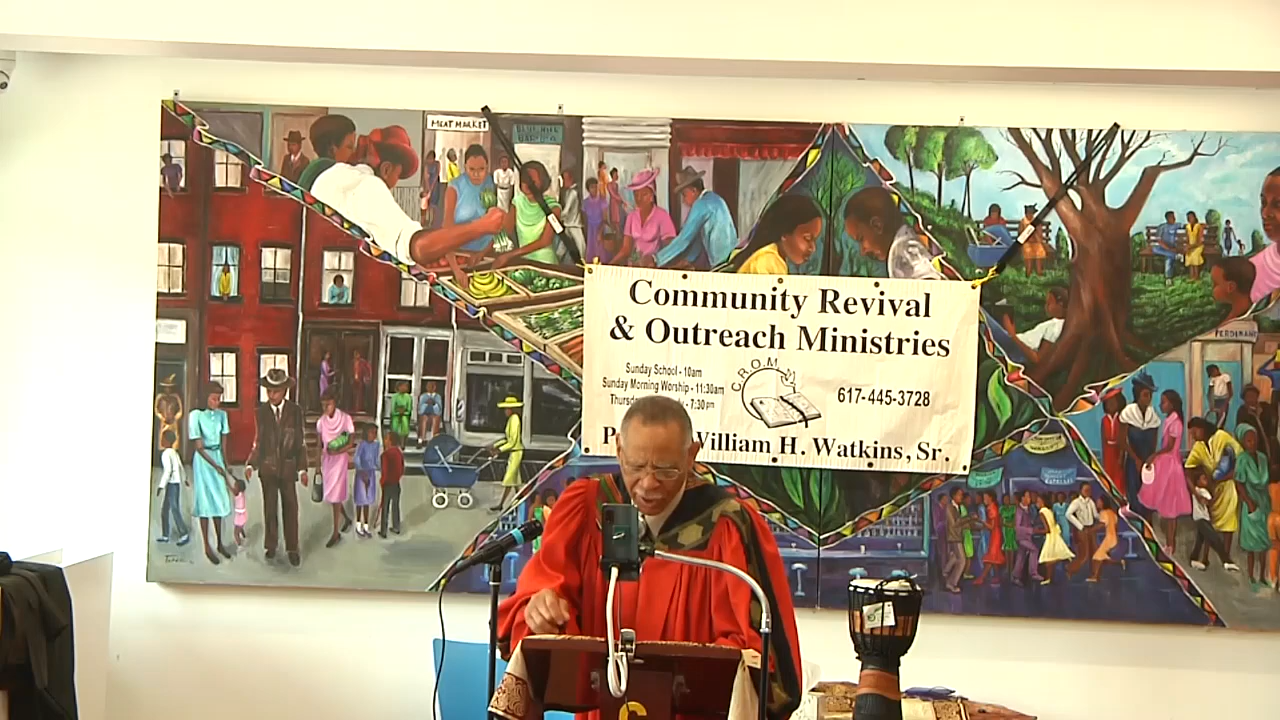 MEAT MARKET
Community Revival
& Outreach Ministries
Sunday School - 10am
Sunday Morning Worship - 11:30am
- 7:30 pm
C.R.O.M.
617-445-3728
William H. Watkins, Sr.